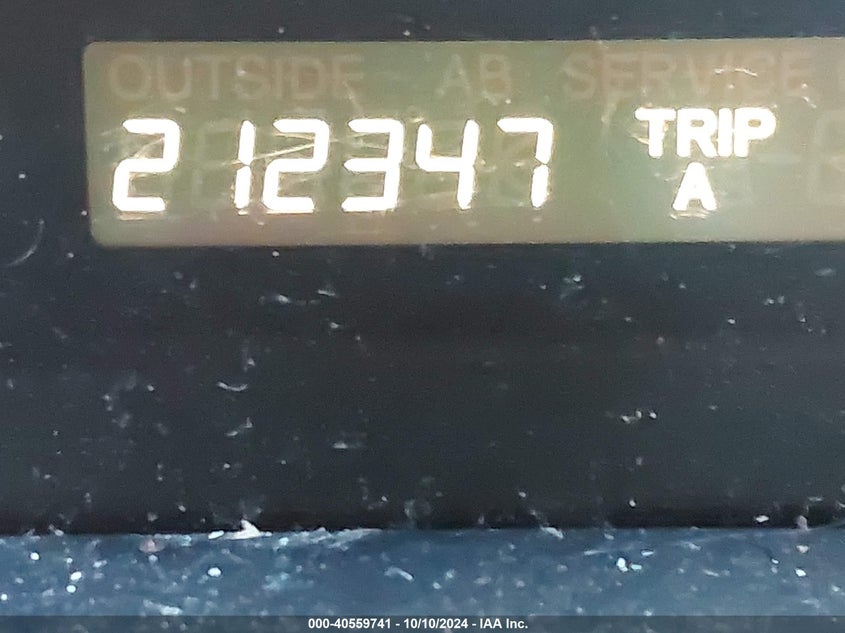 OUTSIDE AB SERVICE
212347 TRIP
A
000-40559741 - 10/10/2024 - IAA Inc.